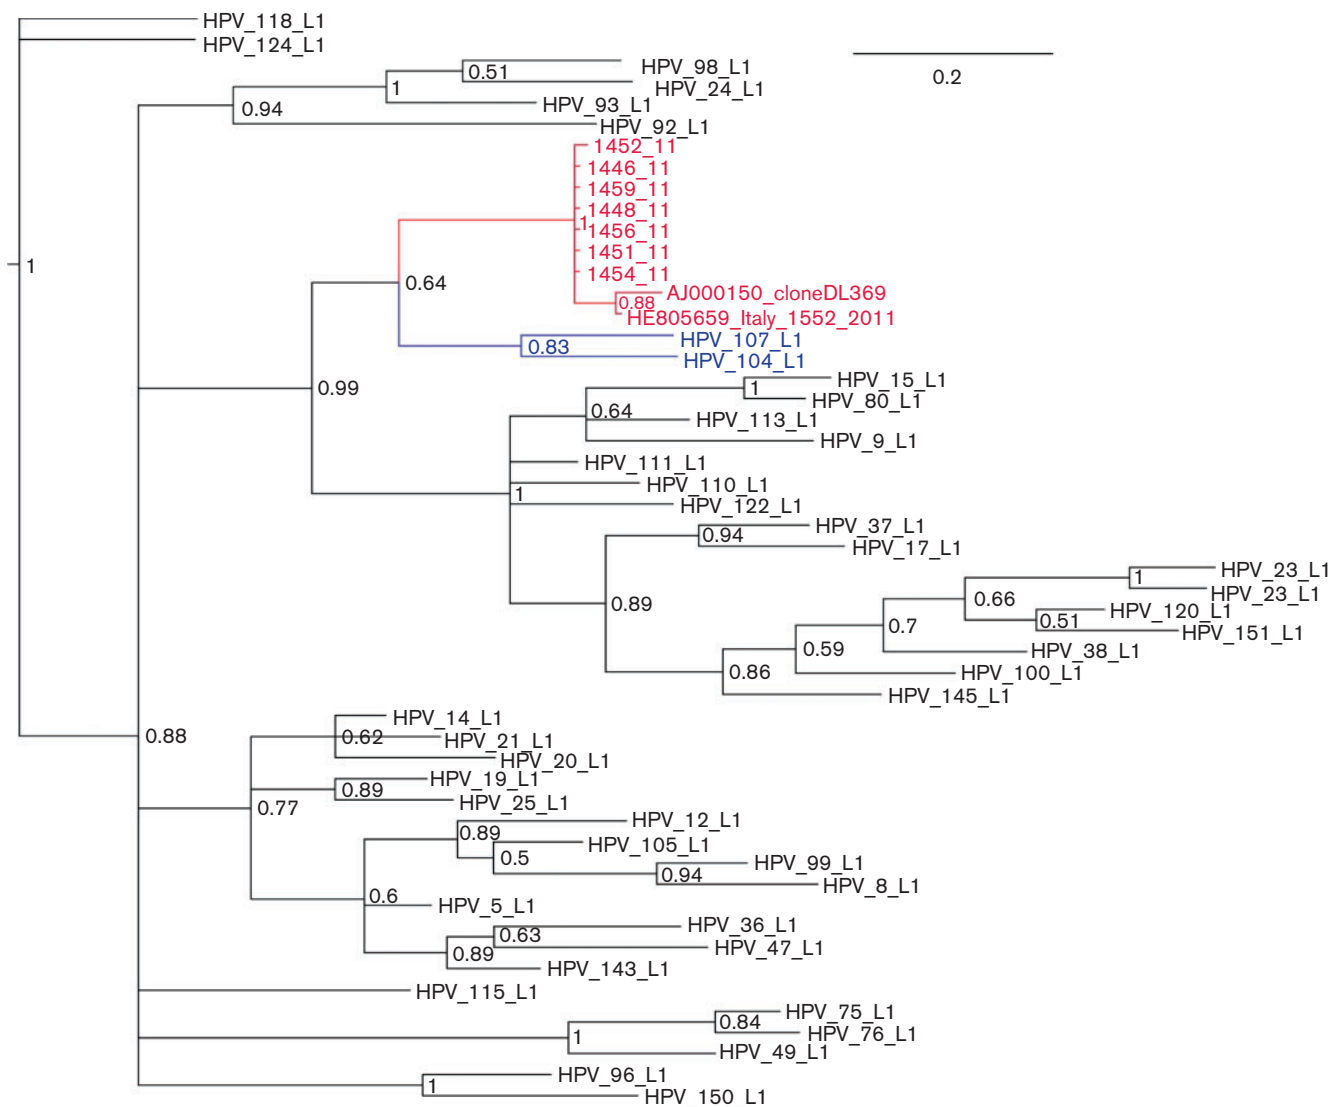 HPV_118_L1
HPV_124_L1
HPV_98_L1
0.51
HPV_24_L1
1
0.2
HPV_93_L1
0.94
HPV_92_L1
1452_11
1446_11
1459_11
1448_11
1
1456_11
1451_11
1
1454_11
0.64
AJ000150_cloneDL369
0.88
HE805659_Italy_1552_2011
HPV_107_L1
0.83
HPV_104_L1
HPV_15_L1
1
0.99
HPV_80_L1
0.64
HPV_113_L1
HPV_9_L1
HPV_111_L1
HPV_110_L1
1
HPV_122_L1
HPV_37_L1
0.94
HPV_17_L1
HPV_23_L1
1
HPV_23_L1
0.66
0.89
HPV_120_L1
0.51
0.7
HPV_151_L1
0.59
HPV_38_L1
0.86
HPV_100_L1
HPV_145_L1
HPV_14_L1
0.88
0.62
HPV_21_L1
HPV_20_L1
HPV_19_L1
0.89
HPV_25_L1
0.77
HPV_12_L1
0.89
HPV_105_L1
0.5
HPV_99_L1
0.94
HPV_8_L1
0.6
HPV_5_L1
HPV_36_L1
0.63
HPV_47_L1
0.89
HPV_143_L1
HPV_115_L1
HPV_75_L1
0.84
HPV_76_L1
1
HPV_49_L1
HPV_96_L1
1
HPV_150_L1